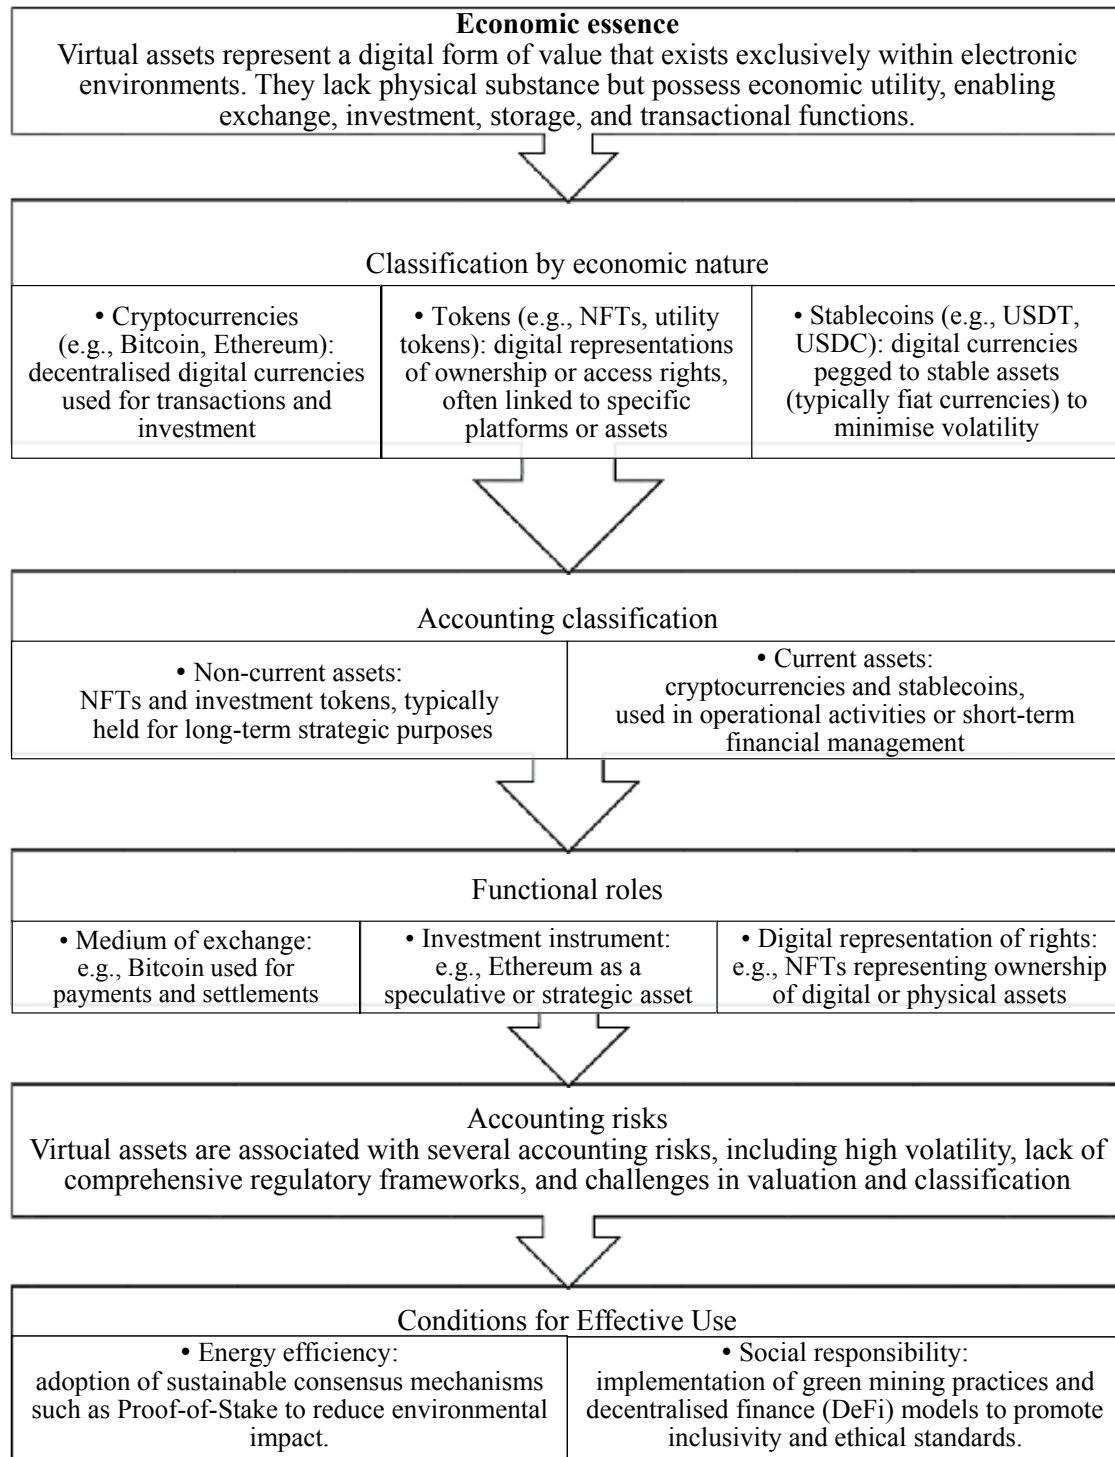 Economic essence
Virtual assets represent a digital form of value that exists exclusively within electronic
environments. They lack physical substance but possess economic utility, enabling
exchange, investment, storage, and transactional functions.
Classification by economic nature
• Cryptocurrencies
(e.g., Bitcoin, Ethereum):
decentralised digital currencies
used for transactions and
investment
• Tokens (e.g., NFTs, utility
tokens): digital representations
of ownership or access rights,
often linked to specific
platforms or assets
• Stablecoins (e.g., USDT,
USDC): digital currencies
pegged to stable assets
(typically fiat currencies) to
minimise volatility
Accounting classification
• Non-current assets:
NFTs and investment tokens, typically
held for long-term strategic purposes
• Current assets:
cryptocurrencies and stablecoins,
used in operational activities or short-term
financial management
Functional roles
• Medium of exchange:
e.g., Bitcoin used for
payments and settlements
• Investment instrument:
e.g., Ethereum as a
speculative or strategic asset
• Digital representation of rights:
e.g., NFTs representing ownership
of digital or physical assets
Accounting risks
Virtual assets are associated with several accounting risks, including high volatility, lack of
comprehensive regulatory frameworks, and challenges in valuation and classification
Conditions for Effective Use
• Energy efficiency:
adoption of sustainable consensus mechanisms
such as Proof-of-Stake to reduce environmental
impact.
• Social responsibility:
implementation of green mining practices and
decentralised finance (DeFi) models to promote
inclusivity and ethical standards.